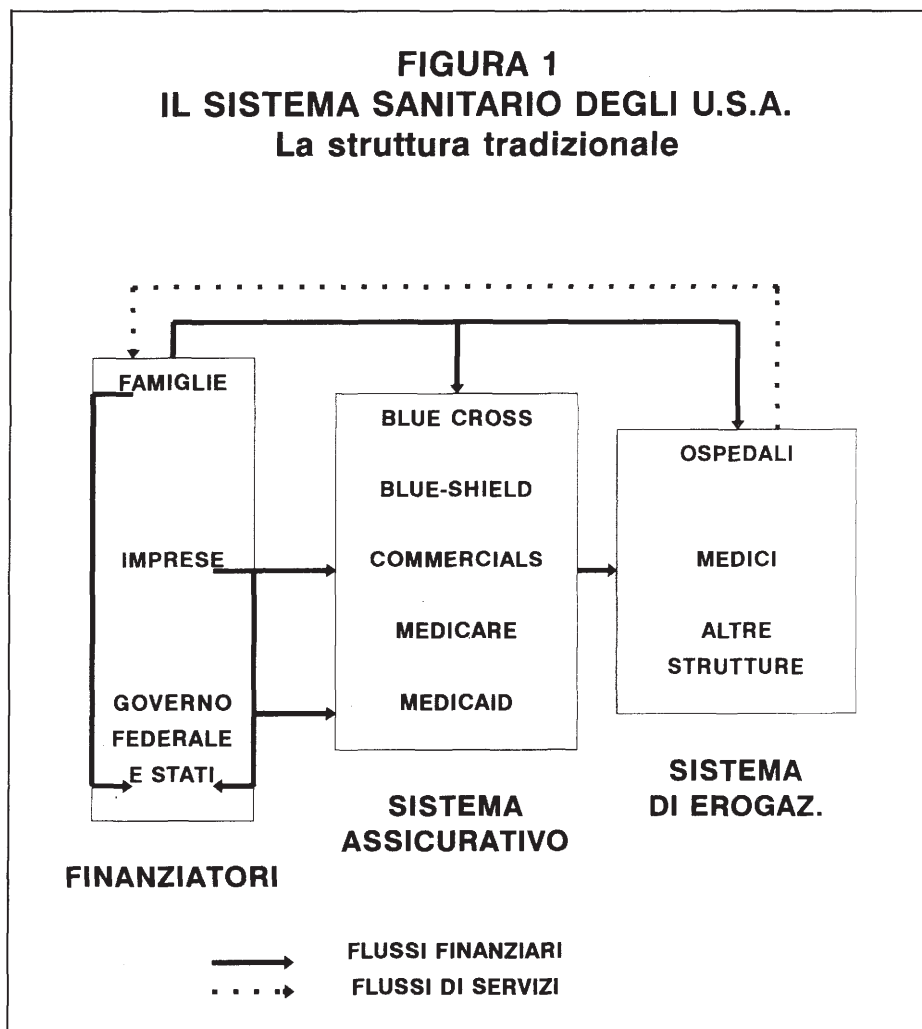 FIGURA 1
IL SISTEMA SANITARIO DEGLI U.S.A.
La struttura tradizionale
FAMIGLIE
IMPRESE
GOVERNO
FEDERALE
E STATI
FINANZIATORI
BLUE CROSS
BLUE-SHIELD
COMMERCIALS
MEDICARE
MEDICAID
SISTEMA
ASSICURATIVO
OSPEDALI
MEDICI
ALTRE
STRUTTURE
SISTEMA
DI EROGAZ.
FLUSSI FINANZIARI
FLUSSI DI SERVIZI